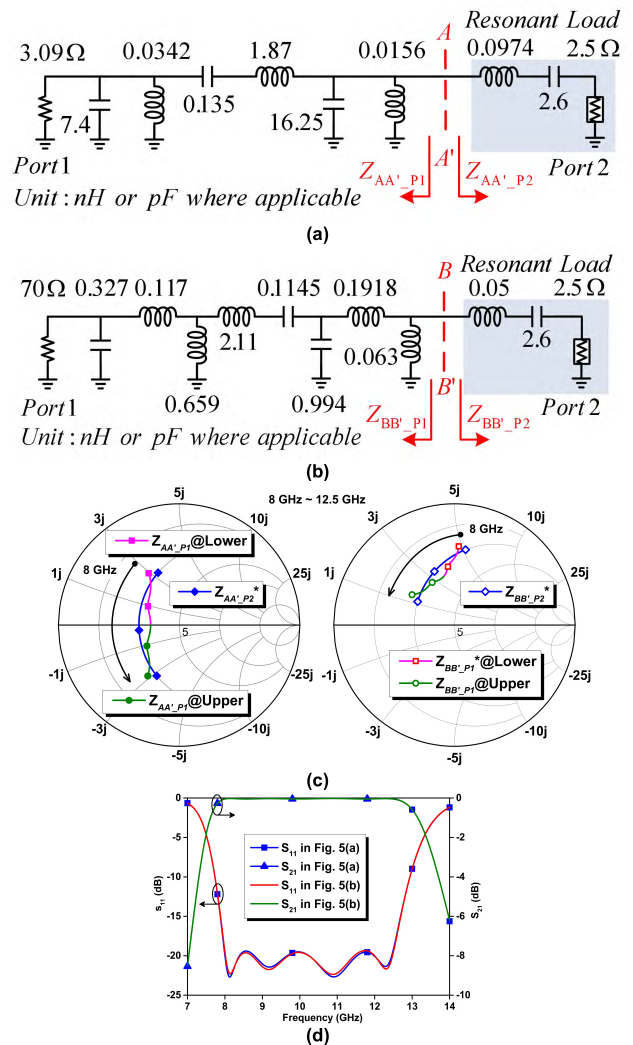 Resonant Load
3.09Ω 0.0342 1.87 0.0156 A 0.0974 2.5Ω
7.4 0.135 16.25 2.6
A'
Port1 Z_AA'_P1 Z_AA'_P2 Port 2
Unit : nH or pF where applicable
(a)
Resonant Load
70Ω 0.327 0.117 0.1145 0.1918 B 0.05 2.5Ω
2.11 0.063 2.6
B'
Port1 0.659 0.994 Z_BB'_P1 Z_BB'_P2 Port 2
Unit : nH or pF where applicable
(b)
5j 8 GHz ~ 12.5 GHz 5j
3j 10j 3j 10j
Z_AA'_P1@Lower 8 GHz
8 GHz
1j Z_AA'_P2* 25j 1j Z_BB'_P2* 25j
5 5
-1j -25j -1j Z_BB'_P1*@Lower -25j
Z_AA'_P1@Upper Z_BB'_P1@Upper
-3j -10j -3j -10j
-5j -5j
(c)
0 0
-5 -2
-10 -4
-15 -6
-20 -8
-25 -10
S11 (dB)
S21 (dB)
S11 in Fig. 5(a)
S21 in Fig. 5(a)
S11 in Fig. 5(b)
S21 in Fig. 5(b)
7 8 9 10 11 12 13 14
Frequency (GHz)
(d)